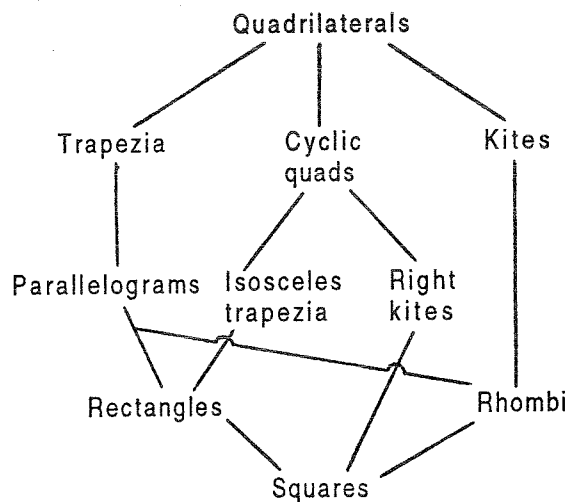 Quadrilaterals
Trapezia
Cyclic
quads
Kites
Parallelograms
Isosceles
trapezia
Right
kites
Rectangles
Rhombi
Squares